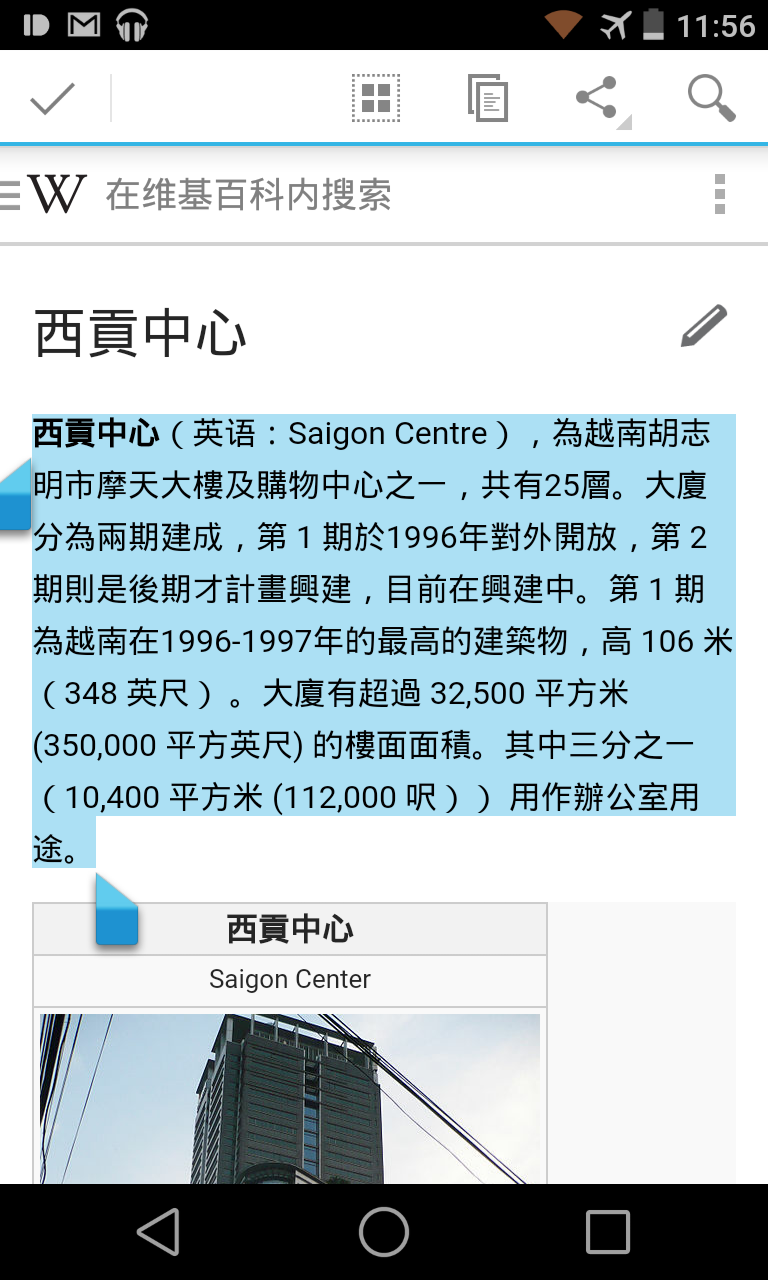 11:56
W 在维基百科内搜索
西貢中心
西貢中心（英语：Saigon Centre），為越南胡志
明市摩天大樓及購物中心之一，共有25層。大廈
分為兩期建成，第 1 期於1996年對外開放，第 2
期則是後期才計畫興建，目前在興建中。第 1 期
為越南在1996-1997年的最高的建築物，高 106 米
（348 英尺）。大廈有超過 32,500 平方米
(350,000 平方英尺) 的樓面面積。其中三分之一
（10,400 平方米 (112,000 呎）） 用作辦公室用
途。
西貢中心
Saigon Center